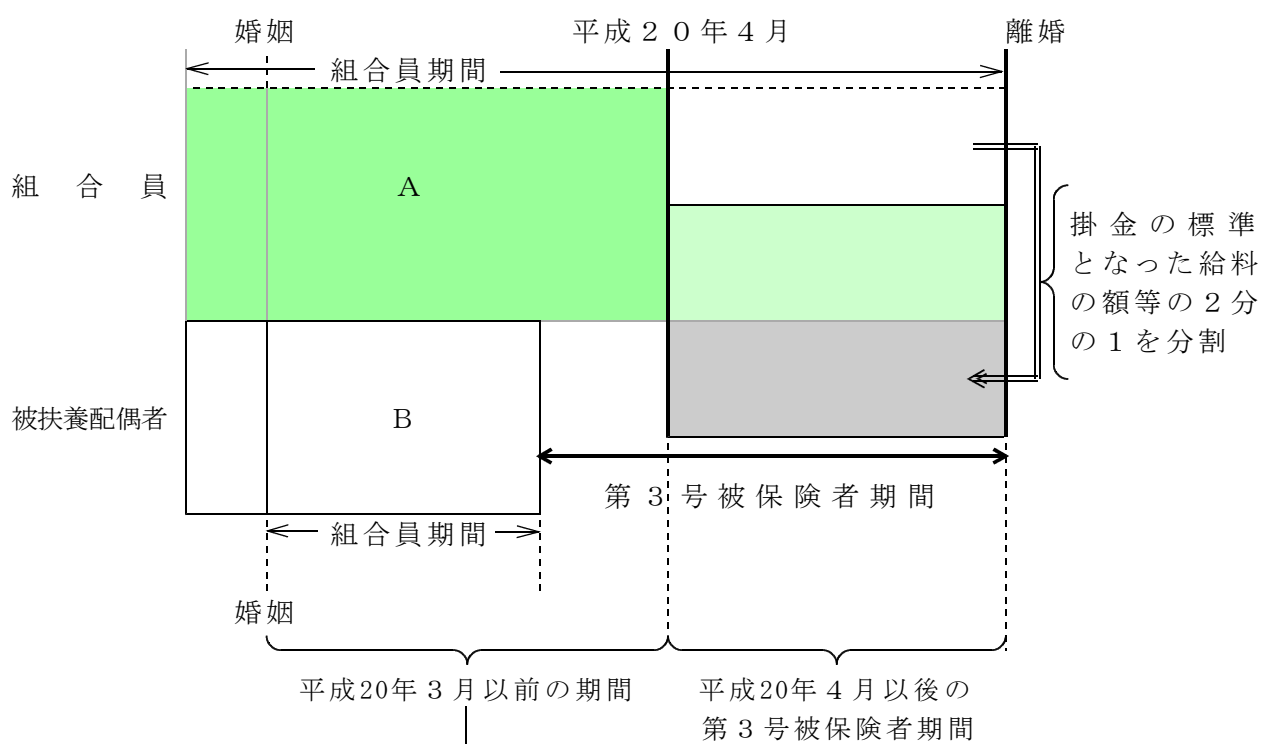 婚姻
平成２０年４月
離婚
組合員期間
組合員
A
掛金の標準
となった給料
の額等の２分
の１を分割
被扶養配偶者
B
第３号被保険者期間
組合員期間
婚姻
平成20年３月以前の期間
平成20年４月以後の
第３号被保険者期間